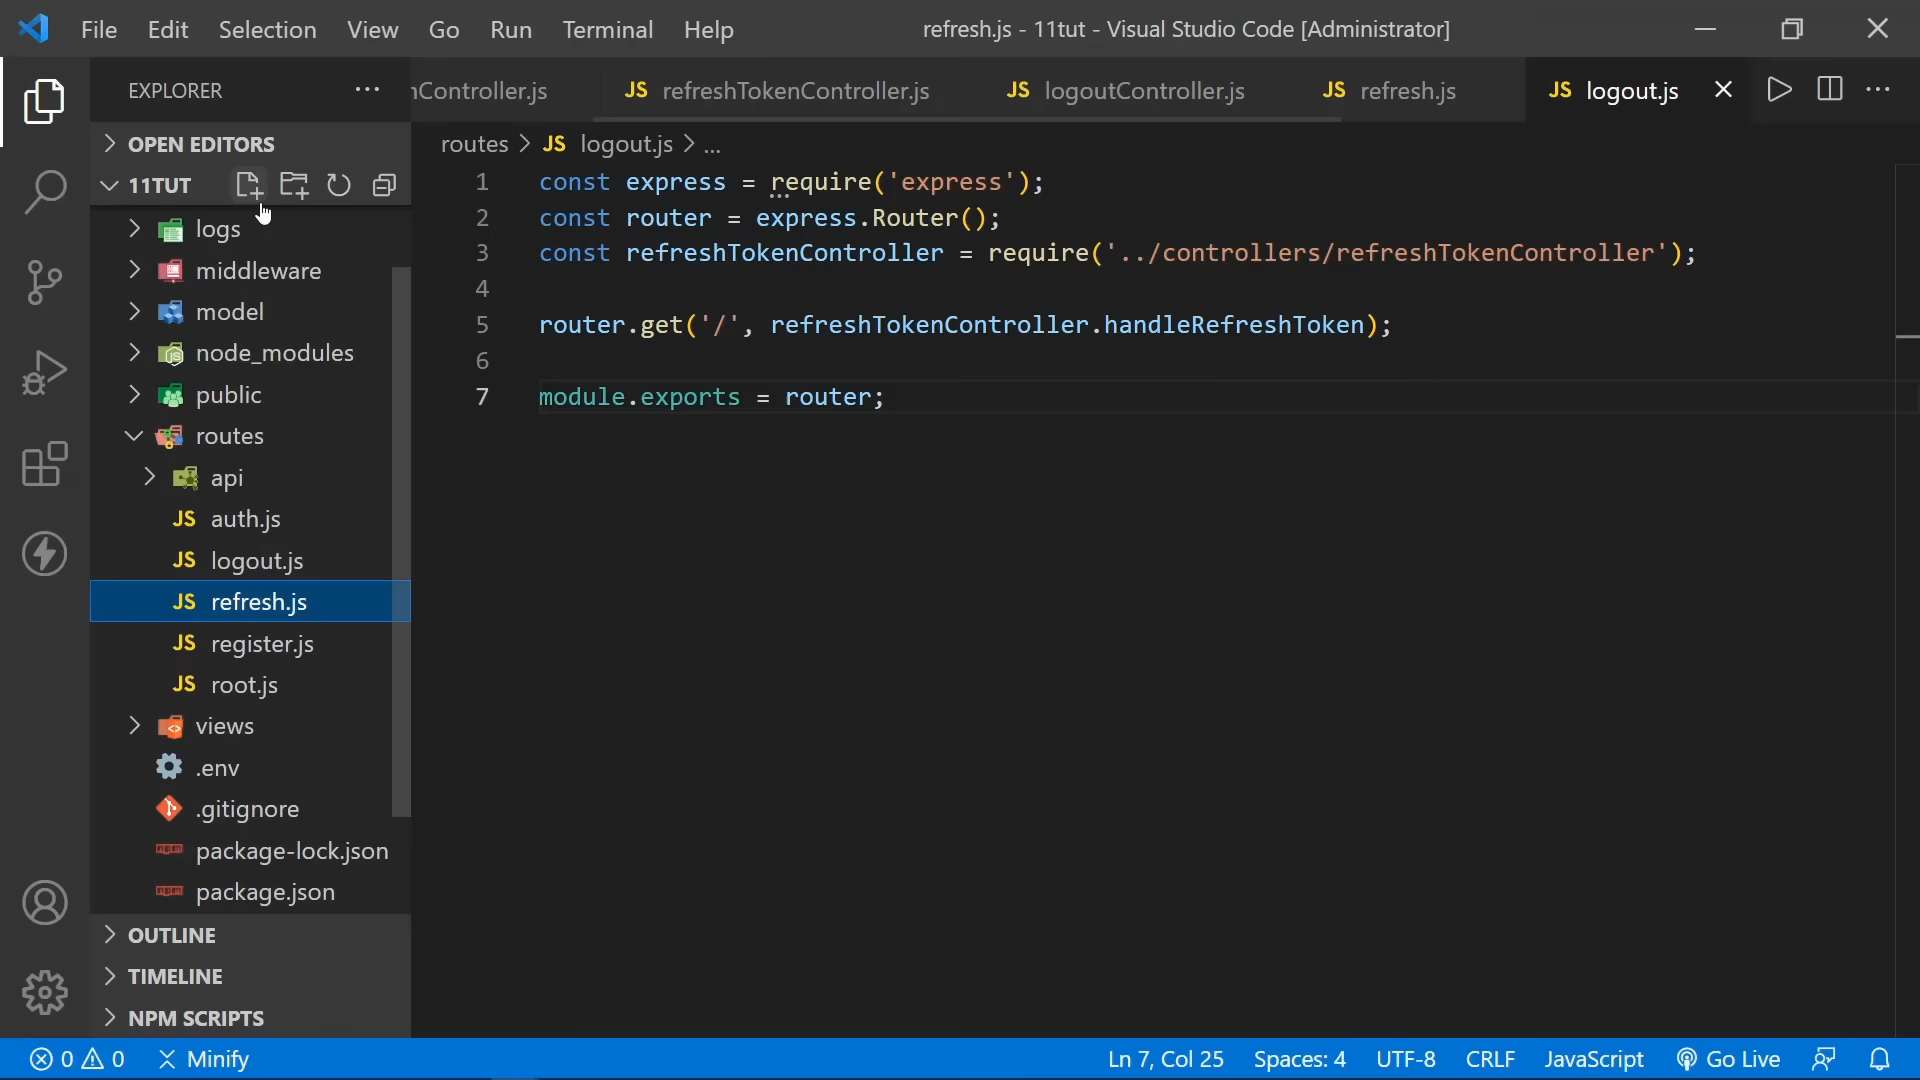 File Edit Selection View Go Run Terminal Help refresh.js - 11tut - Visual Studio Code [Administrator]
EXPLORER
Controller.js JS refreshTokenController.js JS logoutController.js JS refresh.js JS logout.js
OPEN EDITORS
11TUT
logs
middleware
model
node_modules
public
routes
api
JS auth.js
JS logout.js
JS refresh.js
JS register.js
JS root.js
views
.env
.gitignore
package-lock.json
package.json
OUTLINE
TIMELINE
NPM SCRIPTS
routes > JS logout.js > ...
1 const express = require('express');
2 const router = express.Router();
3 const refreshTokenController = require('../controllers/refreshTokenController');
4
5 router.get('/', refreshTokenController.handleRefreshToken);
6
7 module.exports = router;
0 0 Minify Ln 7, Col 25 Spaces: 4 UTF-8 CRLF JavaScript Go Live